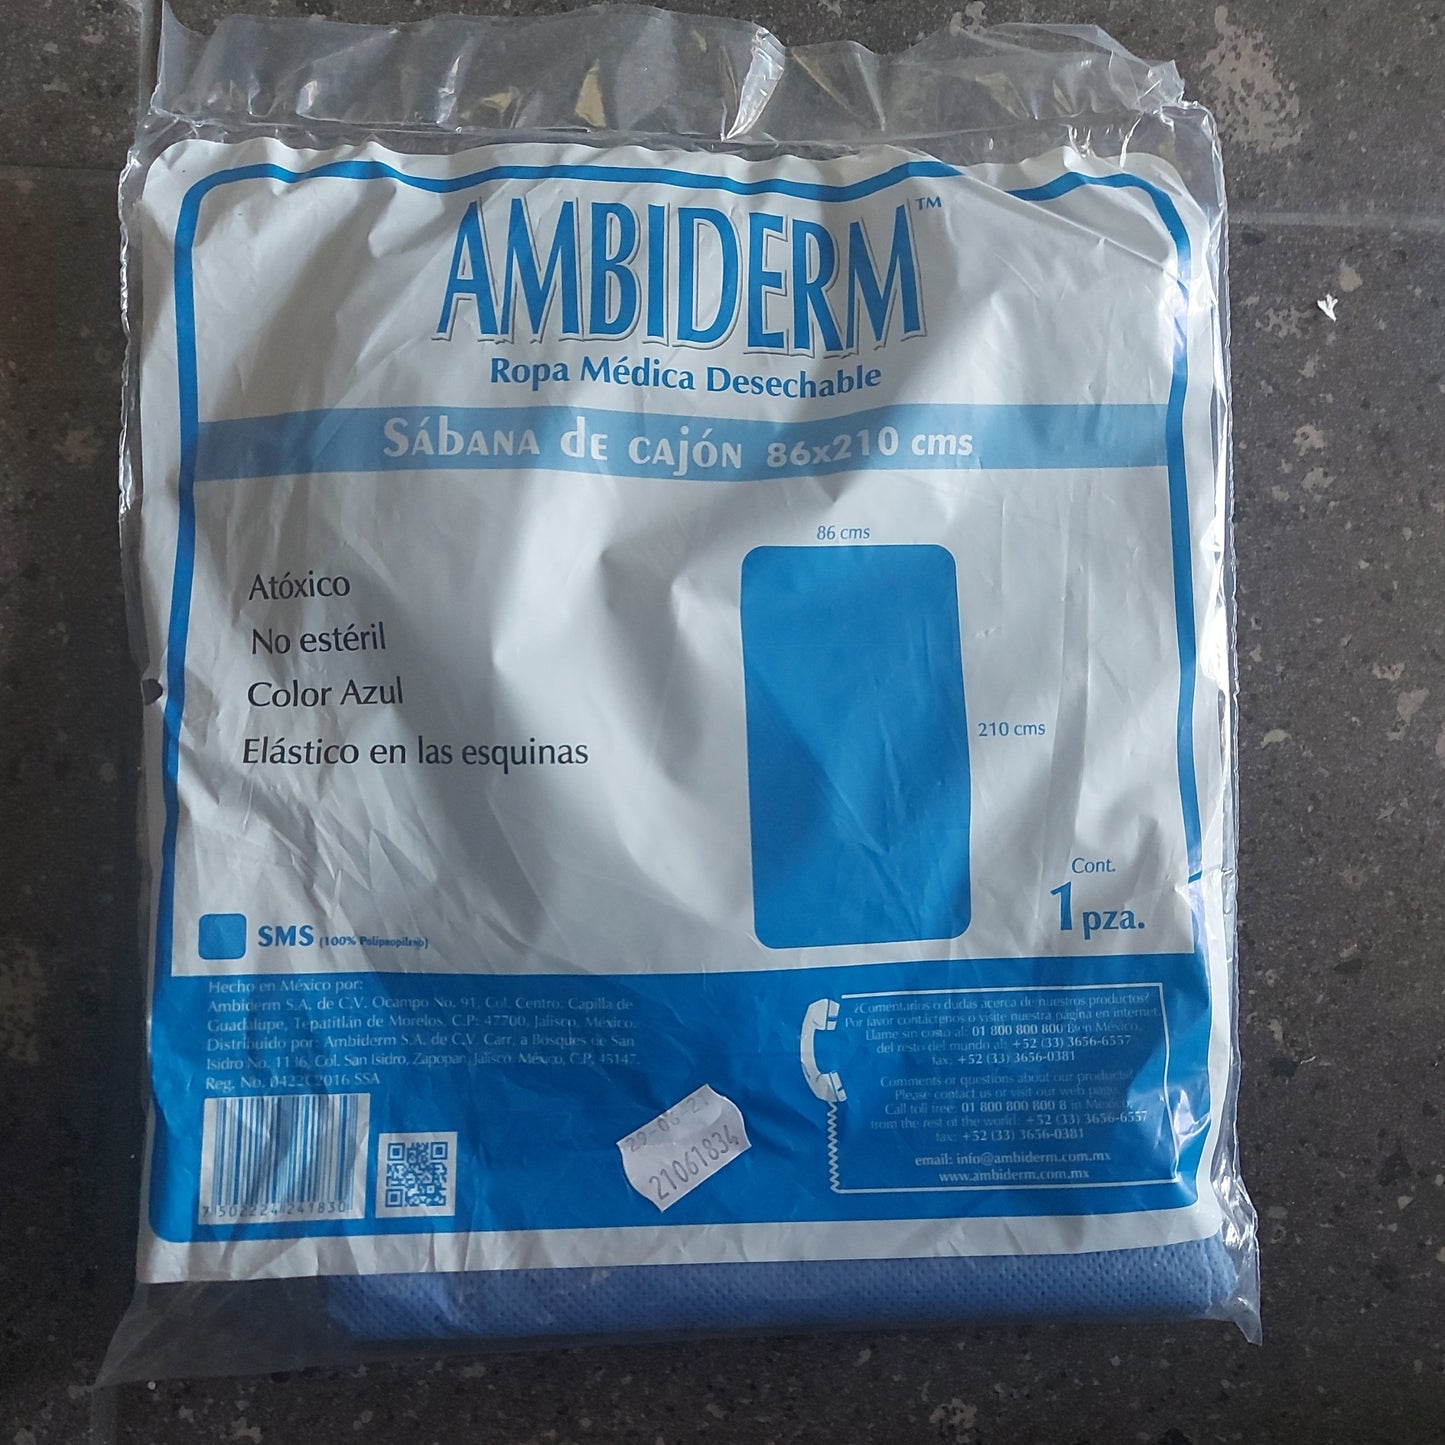 AMBIDERM™
Ropa Médica Desechable
Sábana de cajón 86x210 cms
86 cms
Atóxico
No estéril
Color Azul
210 cms
Elástico en las esquinas
Cont.
1 pza.
SMS (100% Polipropileno)
Hecho en México por:
Ambiderm S.A. de C.V. Ocampo No. 91, Col. Centro, Capilla de
Guadalupe, Tepatitlán de Morelos, C.P: 47700, Jalisco, México.
Distribuido por: Ambiderm S.A. de C.V. Carr, a Bosques de San
Isidro No. 1136, Col. San Isidro, Zapopan, Jalisco, México, C.P. 45147.
Reg. No. 0422C2016 SSA
7 502224 241830
¿Comentarios o dudas acerca de nuestros productos?
Por favor contáctenos o visite nuestra página en internet.
Llame sin costo al: 01 800 800 800 8 en México,
del resto del mundo al: +52 (33) 3656-6557
fax: +52 (33) 3656-0381
Comments or questions about our products?
Please contact us or visit our web page.
Call toll free: 01 800 800 800 8 in Mexico,
from the rest of the world: +52 (33) 3656-6557
fax: +52 (33) 3656-0381
email: info@ambiderm.com.mx
www.ambiderm.com.mx
21061834